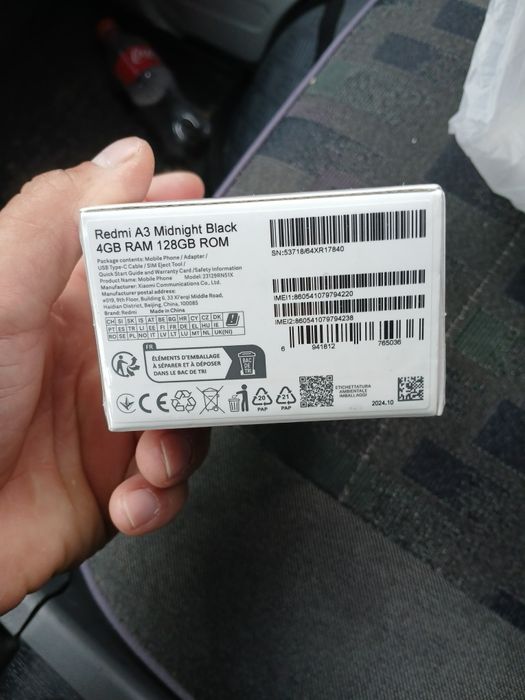 Redmi A3 Midnight Black
4GB RAM 128GB ROM
Package contents: Mobile Phone / Adapter /
USB Type-C Cable / SIM Eject Tool /
Quick Start Guide and Warranty Card / Safety Information
Product Name: Mobile Phone Model: 23129RN51X
Manufacturer: Xiaomi Communications Co., Ltd.
Manufacturer postal address:
#019, 9th Floor, Building 6, 33 Xi'erqi Middle Road,
Haidian District, Beijing, China, 100085
Brand: Redmi Made in China
CH SI SK IS AT BE BG HR CY CZ DK
PT ES TR LI EE FI FR DE EL HU IE
RO SE PL NO IT LV LT LU MT NL UK(NI)
FR
ÉLÉMENTS D'EMBALLAGE
À SÉPARER ET À DÉPOSER
DANS LE BAC DE TRI
BAC
DE
TRI
CE
20
PAP
21
PAP
SN:53718/64XR17840
IMEI1:860541079794220
IMEI2:860541079794238
6 941812 765036
ETICHETTATURA
AMBIENTALE
IMBALLAGGI
2024.10